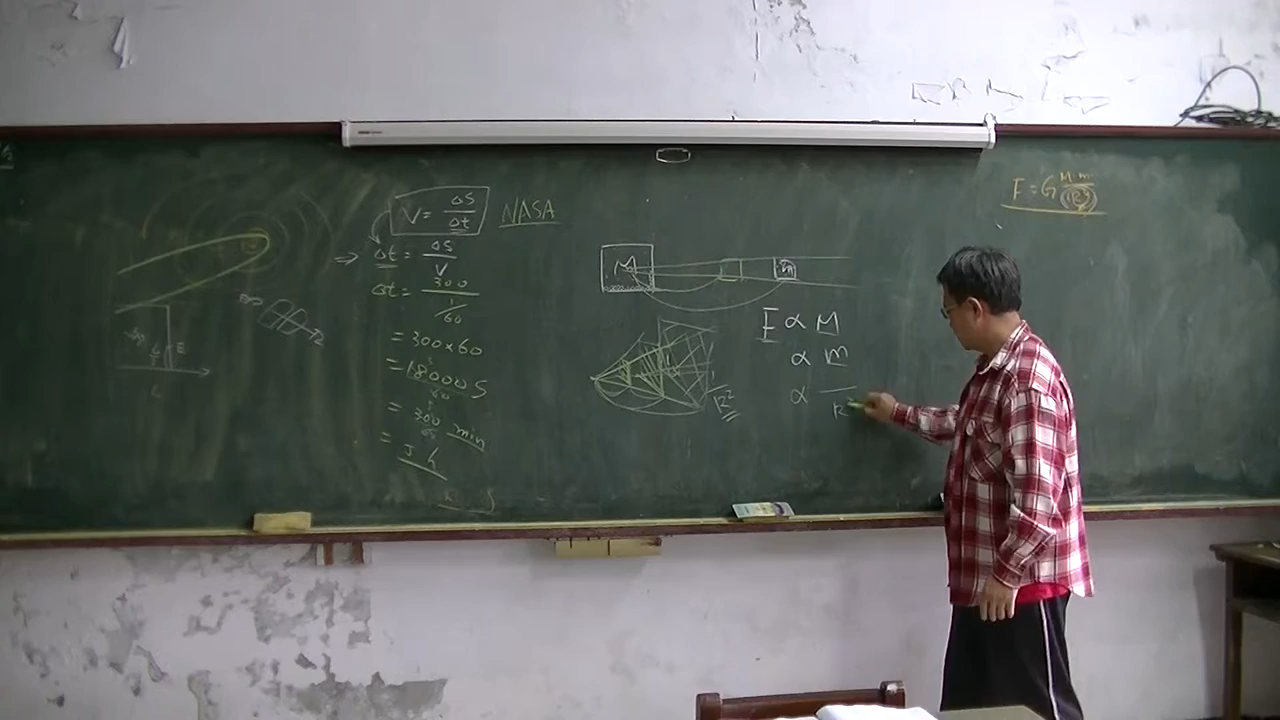 V = ΔS/Δt
NASA
⇒ Δt = ΔS/V
Δt = 300/(1/60)
= 300×60
= 18000 S
= 300 min
= 5 h
M
m
1/R²
F ∝ M
∝ m
∝ —/R²
F = G Mm/(R²)